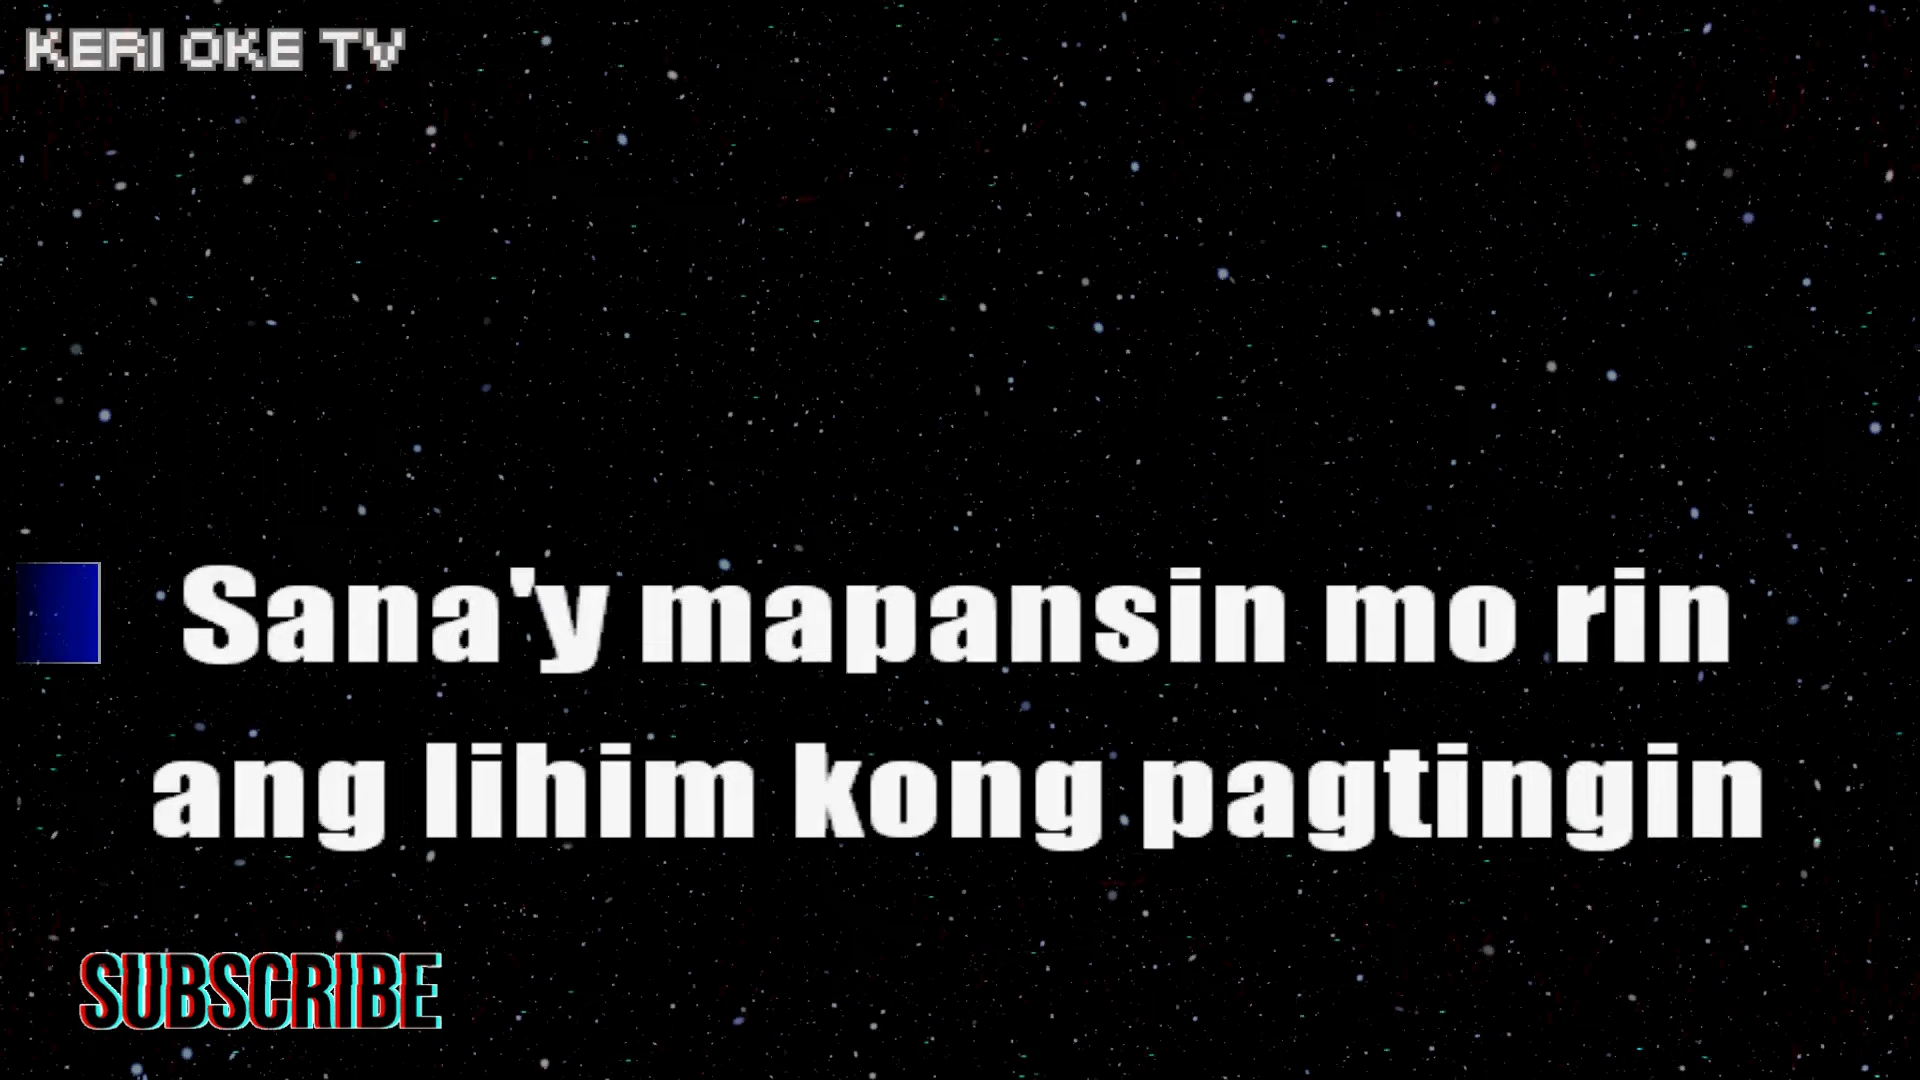 KERI OKE TV
Sana'y mapansin mo rin
ang lihim kong pagtingin
SUBSCRIBE